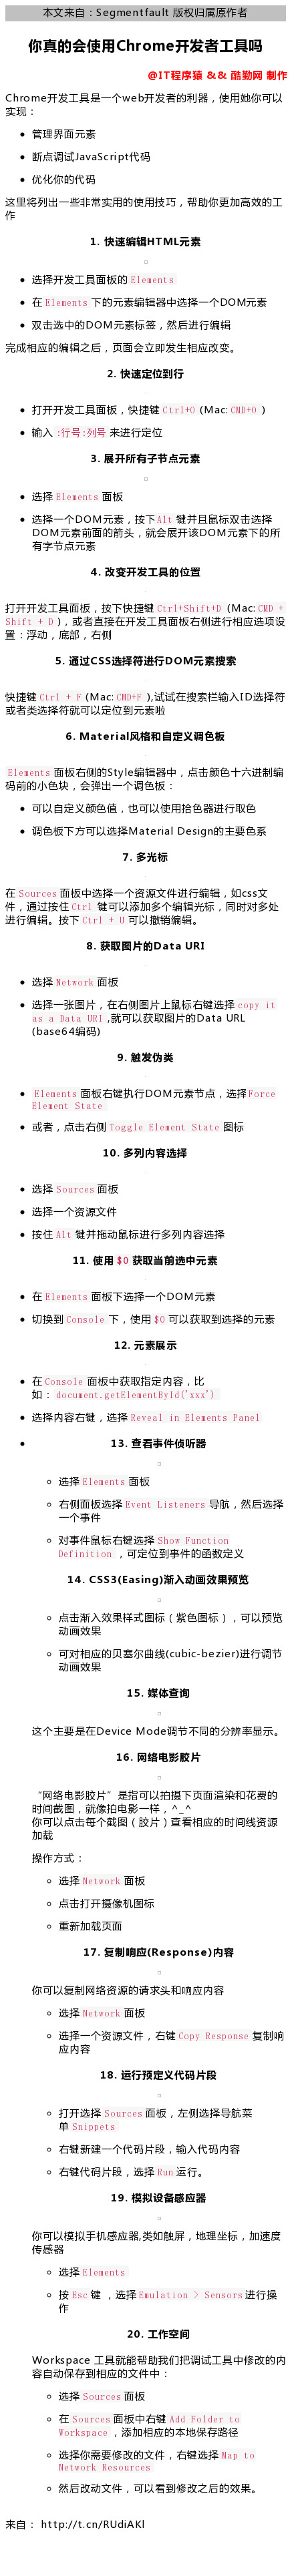 本文来自：Segmentfault 版权归属原作者
你真的会使用Chrome开发者工具吗
@IT程序猿 && 酷勤网 制作
Chrome开发工具是一个web开发者的利器，使用她你可以
实现：
管理界面元素
断点调试JavaScript代码
优化你的代码
这里将列出一些非常实用的使用技巧，帮助你更加高效的工
作
1. 快速编辑HTML元素
选择开发工具面板的 Elements
在 Elements 下的元素编辑器中选择一个DOM元素
双击选中的DOM元素标签，然后进行编辑
完成相应的编辑之后，页面会立即发生相应改变。
2. 快速定位到行
打开开发工具面板，快捷键 Ctrl+O (Mac: CMD+O )
输入 :行号:列号 来进行定位
3. 展开所有子节点元素
选择 Elements 面板
选择一个DOM元素，按下Alt 键并且鼠标双击选择
DOM元素前面的箭头，就会展开该DOM元素下的所
有字节点元素
4. 改变开发工具的位置
打开开发工具面板，按下快捷键 Ctrl+Shift+D (Mac: CMD +
Shift + D )，或者直接在开发工具面板右侧进行相应选项设
置：浮动，底部，右侧
5. 通过CSS选择符进行DOM元素搜索
快捷键 Ctrl + F (Mac: CMD+F ),试试在搜索栏输入ID选择符
或者类选择符就可以定位到元素啦
6. Material风格和自定义调色板
Elements 面板右侧的Style编辑器中，点击颜色十六进制编
码前的小色块，会弹出一个调色板：
可以自定义颜色值，也可以使用拾色器进行取色
调色板下方可以选择Material Design的主要色系
7. 多光标
在 Sources 面板中选择一个资源文件进行编辑，如css文
件，通过按住 Ctrl 键可以添加多个编辑光标，同时对多处
进行编辑。按下 Ctrl + U 可以撤销编辑。
8. 获取图片的Data URI
选择 Network 面板
选择一张图片，在右侧图片上鼠标右键选择 copy it
as a Data URI ,就可以获取图片的Data URL
(base64编码)
9. 触发伪类
Elements 面板右键执行DOM元素节点，选择Force
Element State
或者，点击右侧 Toggle Element State 图标
10. 多列内容选择
选择 Sources 面板
选择一个资源文件
按住 Alt 键并拖动鼠标进行多列内容选择
11. 使用 $0 获取当前选中元素
在 Elements 面板下选择一个DOM元素
切换到 Console 下，使用 $0 可以获取到选择的元素
12. 元素展示
在 Console 面板中获取指定内容，比
如： document.getElementById('xxx')
选择内容右键，选择 Reveal in Elements Panel
13. 查看事件侦听器
选择 Elements 面板
右侧面板选择 Event Listeners 导航，然后选择
一个事件
对事件鼠标右键选择 Show Function
Definition ，可定位到事件的函数定义
14. CSS3(Easing)渐入动画效果预览
点击渐入效果样式图标（紫色图标），可以预览
动画效果
可对相应的贝塞尔曲线(cubic-bezier)进行调节
动画效果
15. 媒体查询
这个主要是在Device Mode调节不同的分辨率显示。
16. 网络电影胶片
“网络电影胶片”是指可以拍摄下页面渲染和花费的
时间截图，就像拍电影一样，^_^
你可以点击每个截图（胶片）查看相应的时间线资源
加载
操作方式：
选择 Network 面板
点击打开摄像机图标
重新加载页面
17. 复制响应(Response)内容
你可以复制网络资源的请求头和响应内容
选择 Network 面板
选择一个资源文件，右键 Copy Response 复制响
应内容
18. 运行预定义代码片段
打开选择 Sources 面板，左侧选择导航菜
单 Snippets
右键新建一个代码片段，输入代码内容
右键代码片段，选择 Run 运行。
19. 模拟设备感应器
你可以模拟手机感应器,类如触屏，地理坐标，加速度
传感器
选择 Elements
按 Esc 键 ，选择 Emulation > Sensors 进行操
作
20. 工作空间
Workspace 工具就能帮助我们把调试工具中修改的内
容自动保存到相应的文件中：
选择 Sources 面板
在 Sources 面板中右键 Add Folder to
Workspace ，添加相应的本地保存路径
选择你需要修改的文件，右键选择 Map to
Network Resources
然后改动文件，可以看到修改之后的效果。
来自： http://t.cn/RUdiAKl